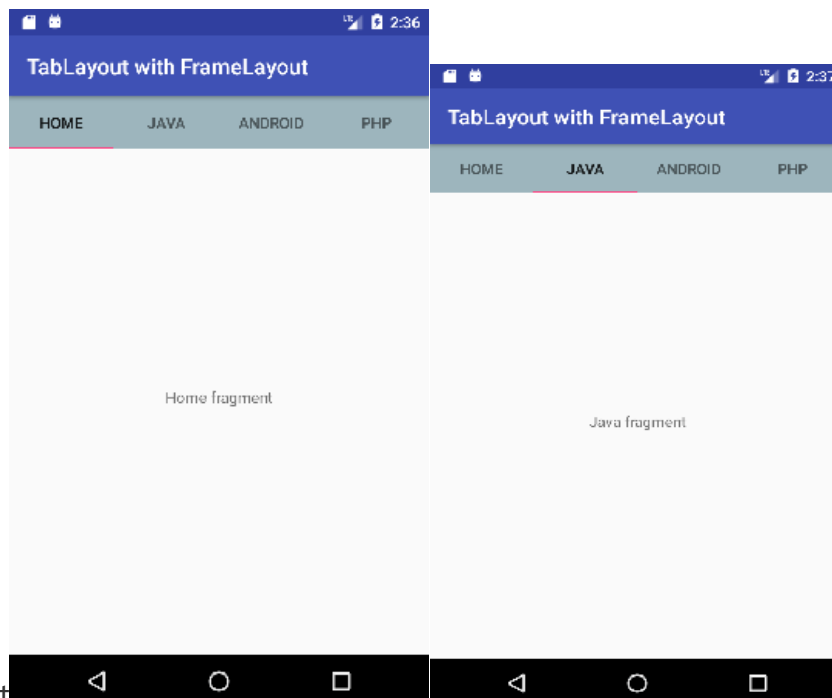 2:36
TabLayout with FrameLayout
HOME JAVA ANDROID PHP
Home fragment
2:37
TabLayout with FrameLayout
HOME JAVA ANDROID PHP
Java fragment